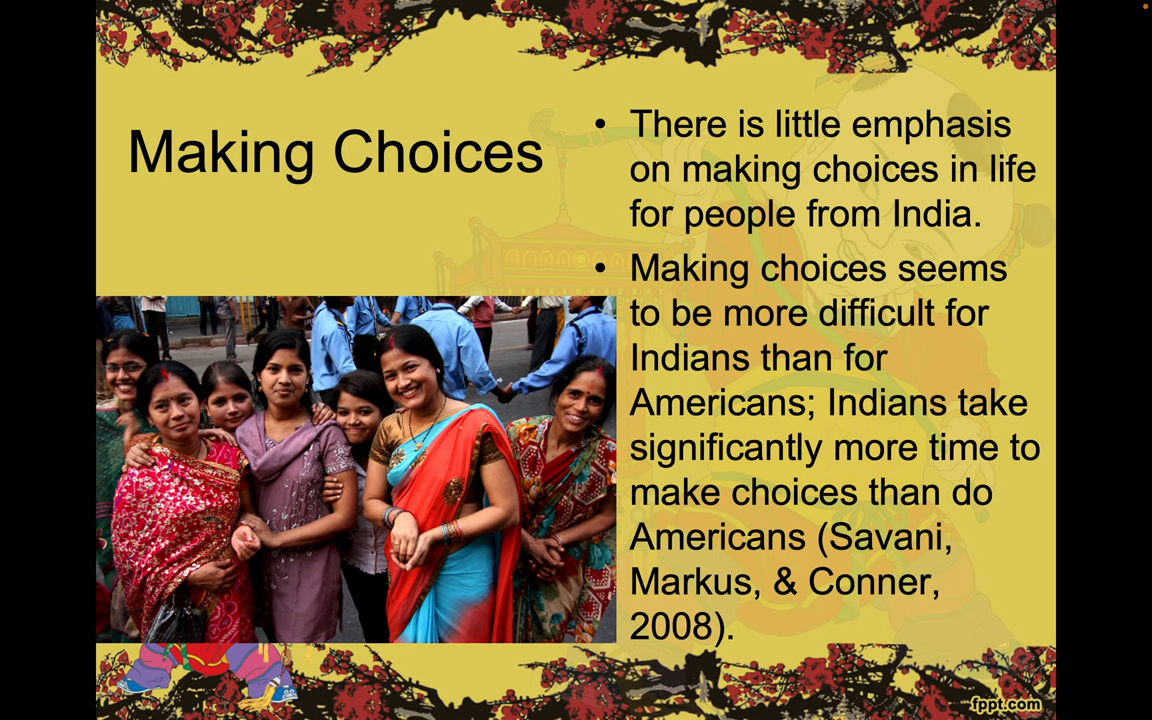 Making Choices
• There is little emphasis
on making choices in life
for people from India.
• Making choices seems
to be more difficult for
Indians than for
Americans; Indians take
significantly more time to
make choices than do
Americans (Savani,
Markus, & Conner,
2008).
fppt.com